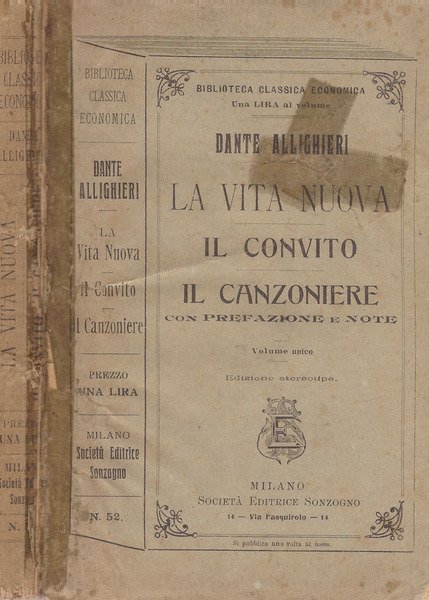 BIBLIOTECA
CLASSICA
ECONOMICA
DANTE
ALLIGHIERI
LA
Vita Nuova
Il Convito
Il Canzoniere
PREZZO
UNA LIRA
MILANO
Società Editrice
Sonzogno
N. 52.
LA VITA NUOVA
BIBLIOTECA CLASSICA ECONOMICA
Una LIRA al volume
DANTE ALLIGHIERI
LA VITA NUOVA
IL CONVITO
IL CANZONIERE
CON PREFAZIONE E NOTE
Volume unico
Edizione stereotipa.
MILANO
SOCIETÀ EDITRICE SONZOGNO
14 — Via Pasquirolo — 14
Si pubblica una volta al mese.